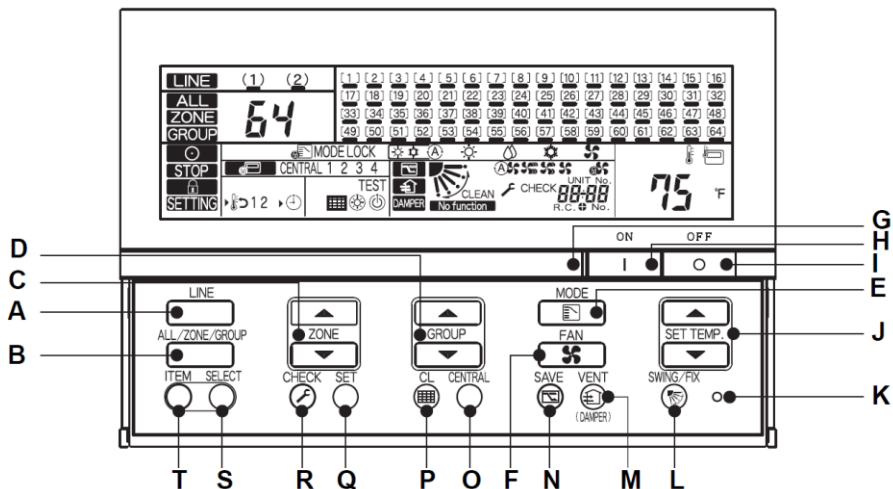 LINE (1) (2)
[1] [2] [3] [4] [5] [6] [7] [8] [9] [10] [11] [12] [13] [14] [15] [16]
ALL
[17] [18] [19] [20] [21] [22] [23] [24] [25] [26] [27] [28] [29] [30] [31] [32]
ZONE
64
[33] [34] [35] [36] [37] [38] [39] [40] [41] [42] [43] [44] [45] [46] [47] [48]
GROUP
[49] [50] [51] [52] [53] [54] [55] [56] [57] [58] [59] [60] [61] [62] [63] [64]
MODE LOCK A
STOP
CENTRAL 1 2 3 4
A
TEST
CLEAN
CHECK
UNIT No.
88-88
R.C. No.
75 °F
SETTING
1 2
DAMPER
No function
ON OFF
G
H
I
D
C
A
B
E
J
K
LINE
ALL/ZONE/GROUP
ZONE
GROUP
MODE
FAN
SET TEMP.
ITEM SELECT CHECK SET CL CENTRAL SAVE VENT SWING/FIX
(DAMPER)
T S R Q P O F N M L